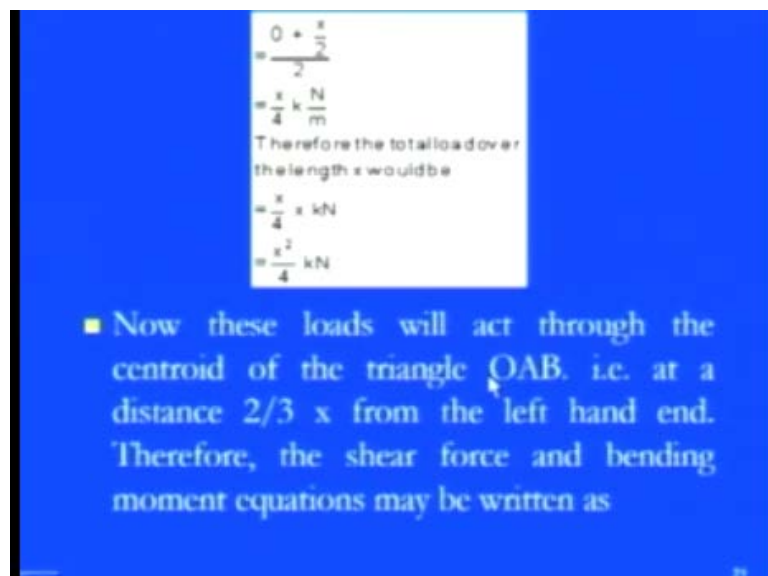 = (0 + x/2)/2
= x/4 k N/m
Therefore the total load over
the length x would be
= x/4 x kN
= x²/4 kN
Now these loads will act through the
centroid of the triangle OAB. i.e. at a
distance 2/3 x from the left hand end.
Therefore, the shear force and bending
moment equations may be written as